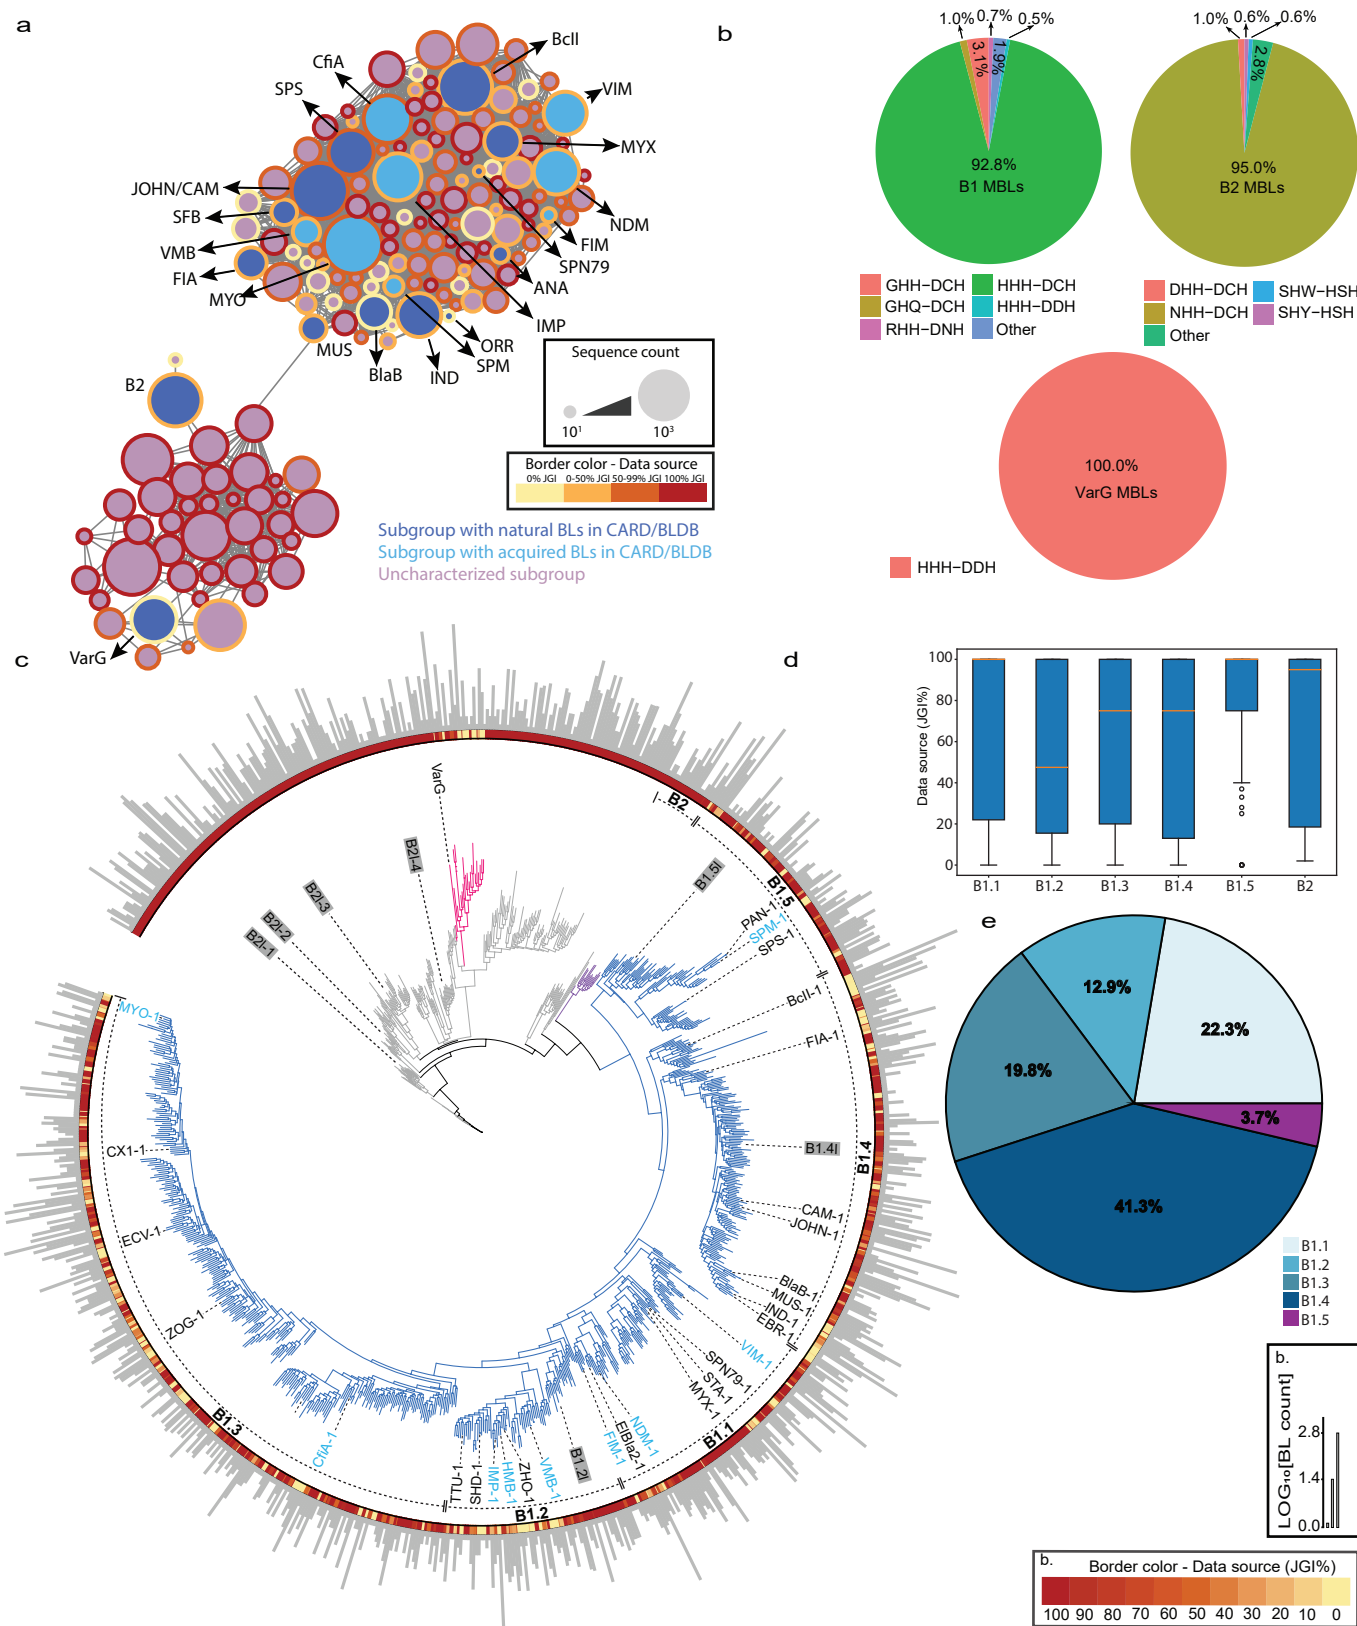 a
BcII
CfiA
SPS
VIM
MYX
JOHN/CAM
SFB
VMB
FIA
MYO
NDM
FIM
SPN79
ANA
IMP
MUS
BlaB
IND
ORR
SPM
B2
VarG
Sequence count
10¹
10³
Border color - Data source
0% JGI 0-50% JGI 50-99% JGI 100% JGI
Subgroup with natural BLs in CARD/BLDB
Subgroup with acquired BLs in CARD/BLDB
Uncharacterized subgroup
b
1.0%
0.7%
0.5%
3.1%
1.9%
92.8%
B1 MBLs
GHH−DCH
GHQ−DCH
RHH−DNH
HHH−DCH
HHH−DDH
Other
1.0%
0.6%
0.6%
2.8%
95.0%
B2 MBLs
DHH−DCH
NHH−DCH
Other
SHW−HSH
SHY−HSH
100.0%
VarG MBLs
HHH−DDH
c
VarG
B2I-4
B2I-3
B2I-2
B2I-1
B2
B1.5I
B1.5
PAN-1
SPM-1
SPS-1
BcII-1
FIA-1
B1.4I
B1.4
CAM-1
JOHN-1
BlaB-1
MUS-1
IND-1
EBR-1
VIM-1
SPN79-1
STA-1
MYX-1
B1.1
NDM-1
ElBla2-1
FIM-1
B1.2I
VMB-1
ZHO-1
HMB-1
IMP-1
SHD-1
TTU-1
B1.2
CfiA-1
B1.3
ZOG-1
ECV-1
CX1-1
MYO-1
d
Data source (JGI%)
100
80
60
40
20
0
B1.1 B1.2 B1.3 B1.4 B1.5 B2
e
12.9%
22.3%
19.8%
3.7%
41.3%
B1.1
B1.2
B1.3
B1.4
B1.5
b.
LOG₁₀[BL count]
2.8
1.4
0.0
b.
Border color - Data source (JGI%)
100 90 80 70 60 50 40 30 20 10 0